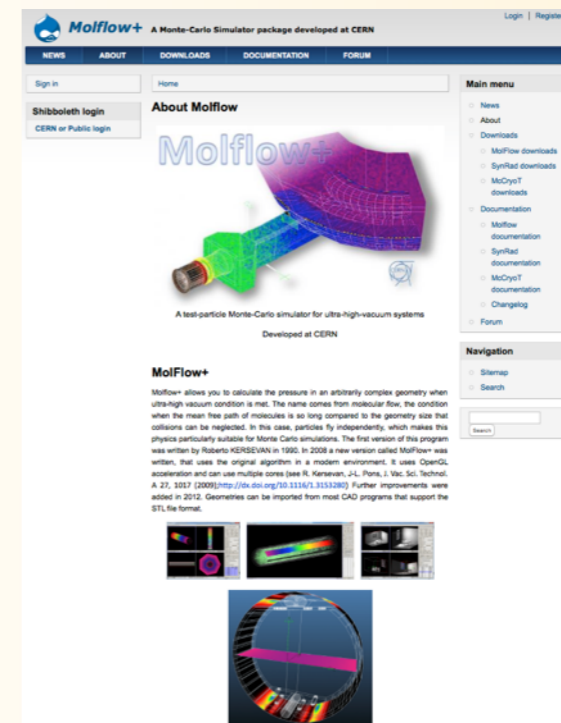 Login | Register
Molflow+ A Monte-Carlo Simulator package developed at CERN
NEWS ABOUT DOWNLOADS DOCUMENTATION FORUM
Sign in
Shibboleth login
CERN or Public login
Home
About Molflow
Molflow+
A test-particle Monte-Carlo simulator for ultra-high-vacuum systems
Developed at CERN
MolFlow+
Molflow+ allows you to calculate the pressure in an arbitrarily complex geometry when
ultra-high vacuum condition is met. The name comes from molecular flow, the condition
when the mean free path of molecules is so long compared to the geometry size that
collisions can be neglected. In this case, particles fly independently, which makes this
physics particularly suitable for Monte Carlo simulations. The first version of this program
was written by Roberto KERSEVAN in 1990. In 2008 a new version called MolFlow+ was
written, that uses the original algorithm in a modern environment. It uses OpenGL
acceleration and can use multiple cores (see R. Kersevan, J-L. Pons, J. Vac. Sci. Technol.
A 27, 1017 (2009);http://dx.doi.org/10.1116/1.3153280) Further improvements were
added in 2012. Geometries can be imported from most CAD programs that support the
STL file format.
Main menu
News
About
Downloads
MolFlow downloads
SynRad downloads
McCryoT
downloads
Documentation
Molflow
documentation
SynRad
documentation
McCryoT
documentation
Changelog
Forum
Navigation
Sitemap
Search
Search